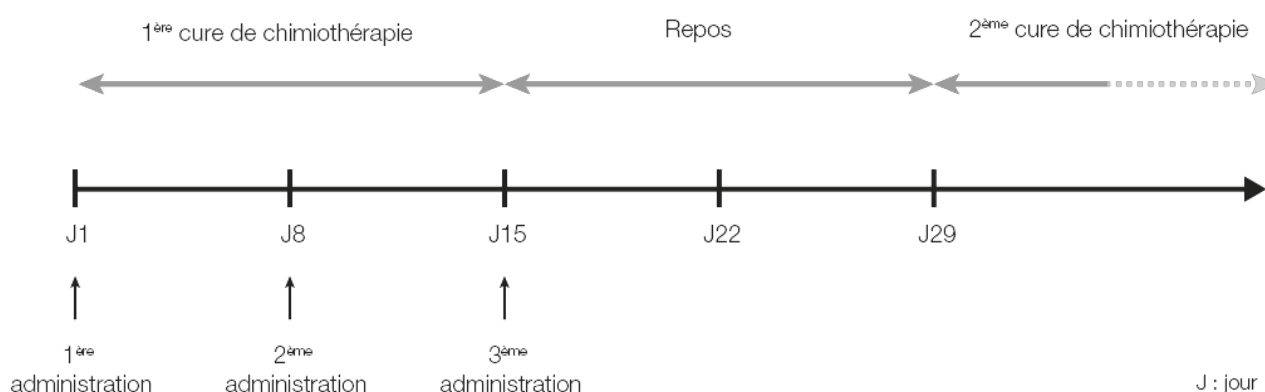 1ère cure de chimiothérapie
Repos
2ème cure de chimiothérapie
J1
J8
J15
J22
J29
1ère
administration
2ème
administration
3ème
administration
J : jour